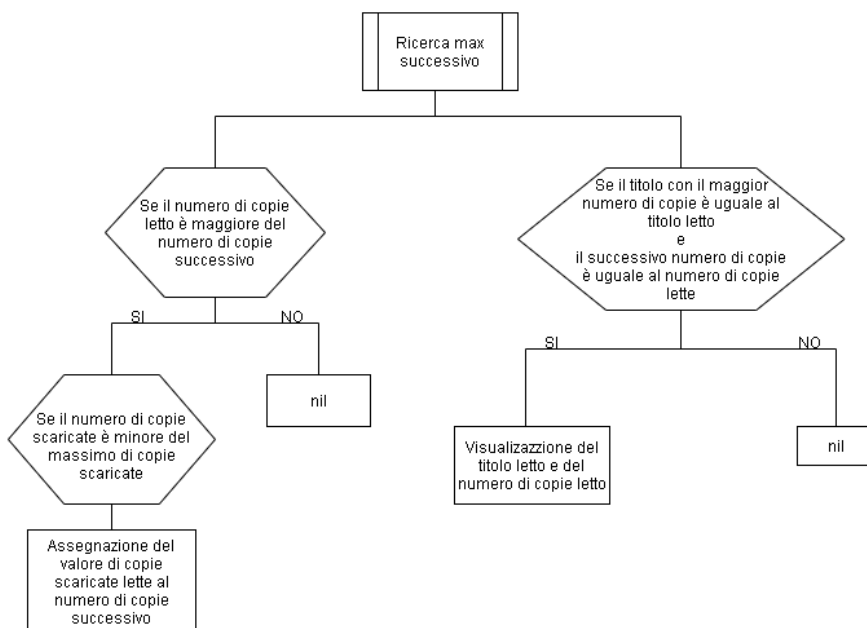 Ricerca max
successivo
Se il numero di copie
letto è maggiore del
numero di copie
successivo
Se il titolo con il maggior
numero di copie è uguale al
titolo letto
e
il successivo numero di copie
è uguale al numero di copie
lette
SI
NO
SI
NO
Se il numero di copie
scaricate è minore del
massimo di copie
scaricate
nil
Visualizazzione del
titolo letto e del
numero di copie letto
nil
Assegnazione del
valore di copie
scaricate lette al
numero di copie
successivo